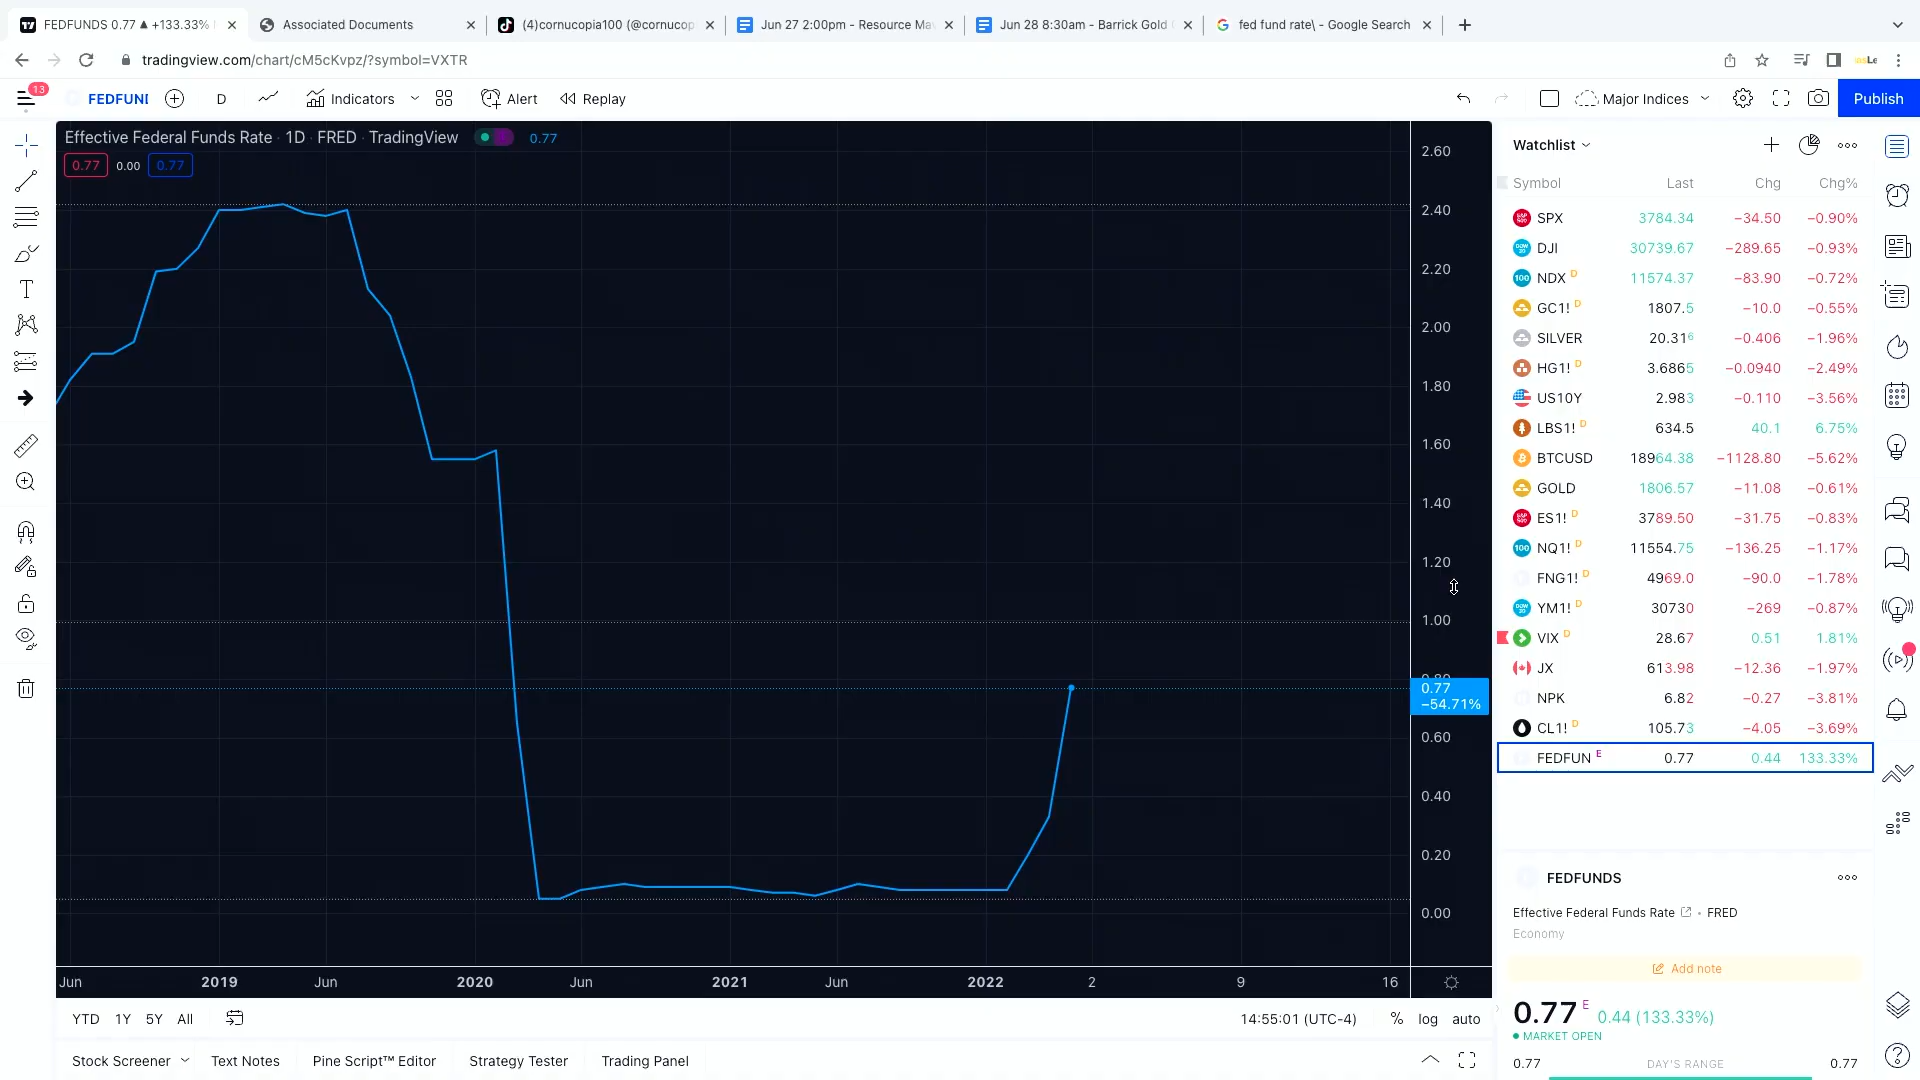 FEDFUNDS 0.77 ▲ +133.33%
Associated Documents
(4)cornucopia100 (@cornucop
Jun 27 2:00pm - Resource Ma
Jun 28 8:30am - Barrick Gold
fed fund rate\ - Google Search
tradingview.com/chart/cM5cKvpz/?symbol=VXTR
13
FEDFUNI
D
Indicators
Alert
Replay
Major Indices
Publish
Effective Federal Funds Rate · 1D · FRED · TradingView
0.77
0.77
0.00
0.77
2.60
2.40
2.20
2.00
1.80
1.60
1.40
1.20
1.00
0.80
0.77
−54.71%
0.60
0.40
0.20
0.00
Jun
2019
Jun
2020
Jun
2021
Jun
2022
2
9
16
YTD
1Y
5Y
All
14:55:01 (UTC-4)
%
log
auto
Stock Screener
Text Notes
Pine Script™ Editor
Strategy Tester
Trading Panel
Watchlist
Symbol Last Chg Chg%
SPX 3784.34 −34.50 −0.90%
DJI 30739.67 −289.65 −0.93%
NDX D 11574.37 −83.90 −0.72%
GC1! D 1807.5 −10.0 −0.55%
SILVER 20.316 −0.406 −1.96%
HG1! D 3.6865 −0.0940 −2.49%
US10Y 2.983 −0.110 −3.56%
LBS1! D 634.5 40.1 6.75%
BTCUSD 18964.38 −1128.80 −5.62%
GOLD 1806.57 −11.08 −0.61%
ES1! D 3789.50 −31.75 −0.83%
NQ1! D 11554.75 −136.25 −1.17%
FNG1! D 4969.0 −90.0 −1.78%
YM1! D 30730 −269 −0.87%
VIX D 28.67 0.51 1.81%
JX 613.98 −12.36 −1.97%
NPK 6.82 −0.27 −3.81%
CL1! D 105.73 −4.05 −3.69%
FEDFUN E 0.77 0.44 133.33%
FEDFUNDS
Effective Federal Funds Rate · FRED
Economy
Add note
0.77 E 0.44 (133.33%)
MARKET OPEN
0.77 DAY'S RANGE 0.77